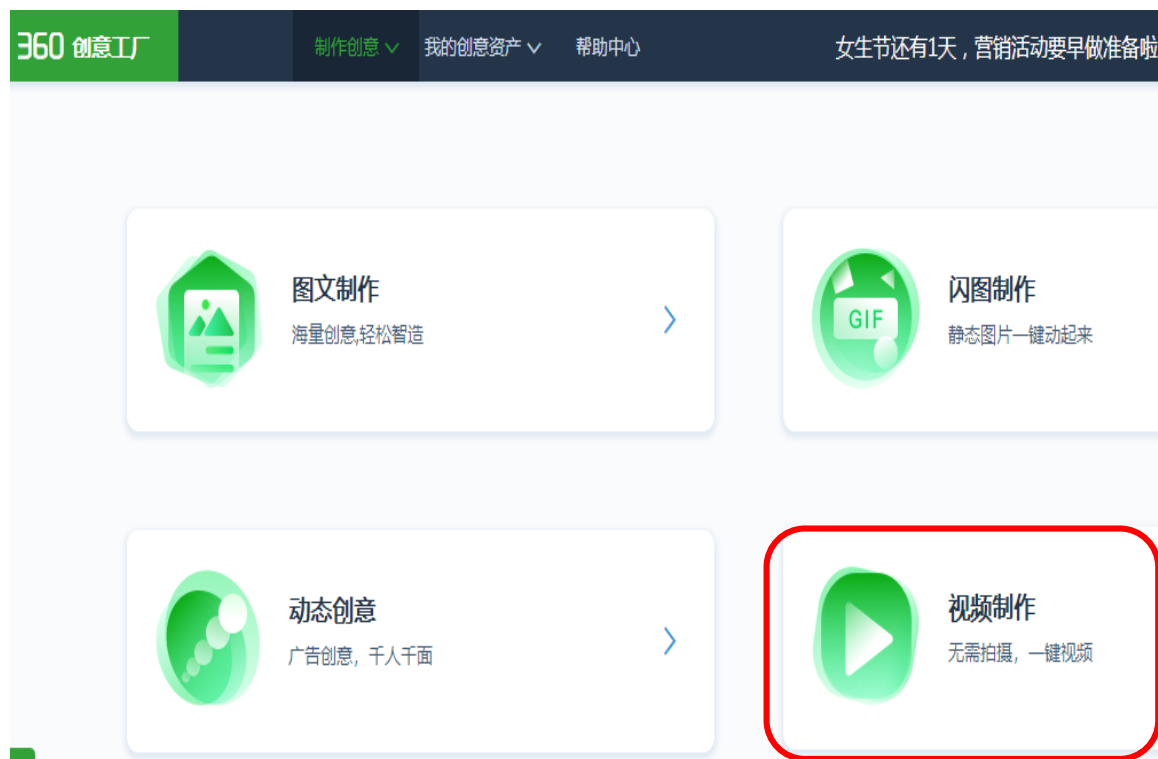 360 创意工厂
制作创意
我的创意资产
帮助中心
女生节还有1天，营销活动要早做准备啦
图文制作
海量创意,轻松智造
GIF
闪图制作
静态图片一键动起来
动态创意
广告创意，千人千面
视频制作
无需拍摄，一键视频